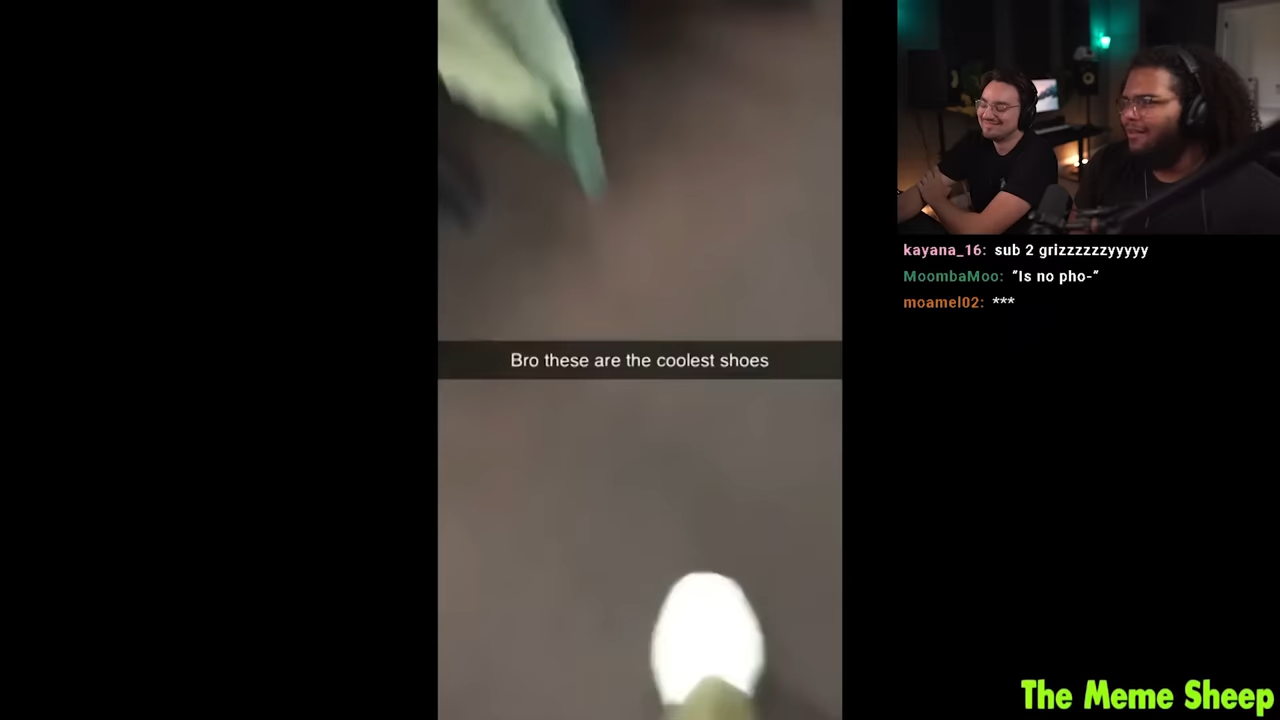 kayana_16: sub 2 grizzzzzzyyyyy
MoombaMoo: "Is no pho-"
moamel02: ***
Bro these are the coolest shoes
The Meme Sheep